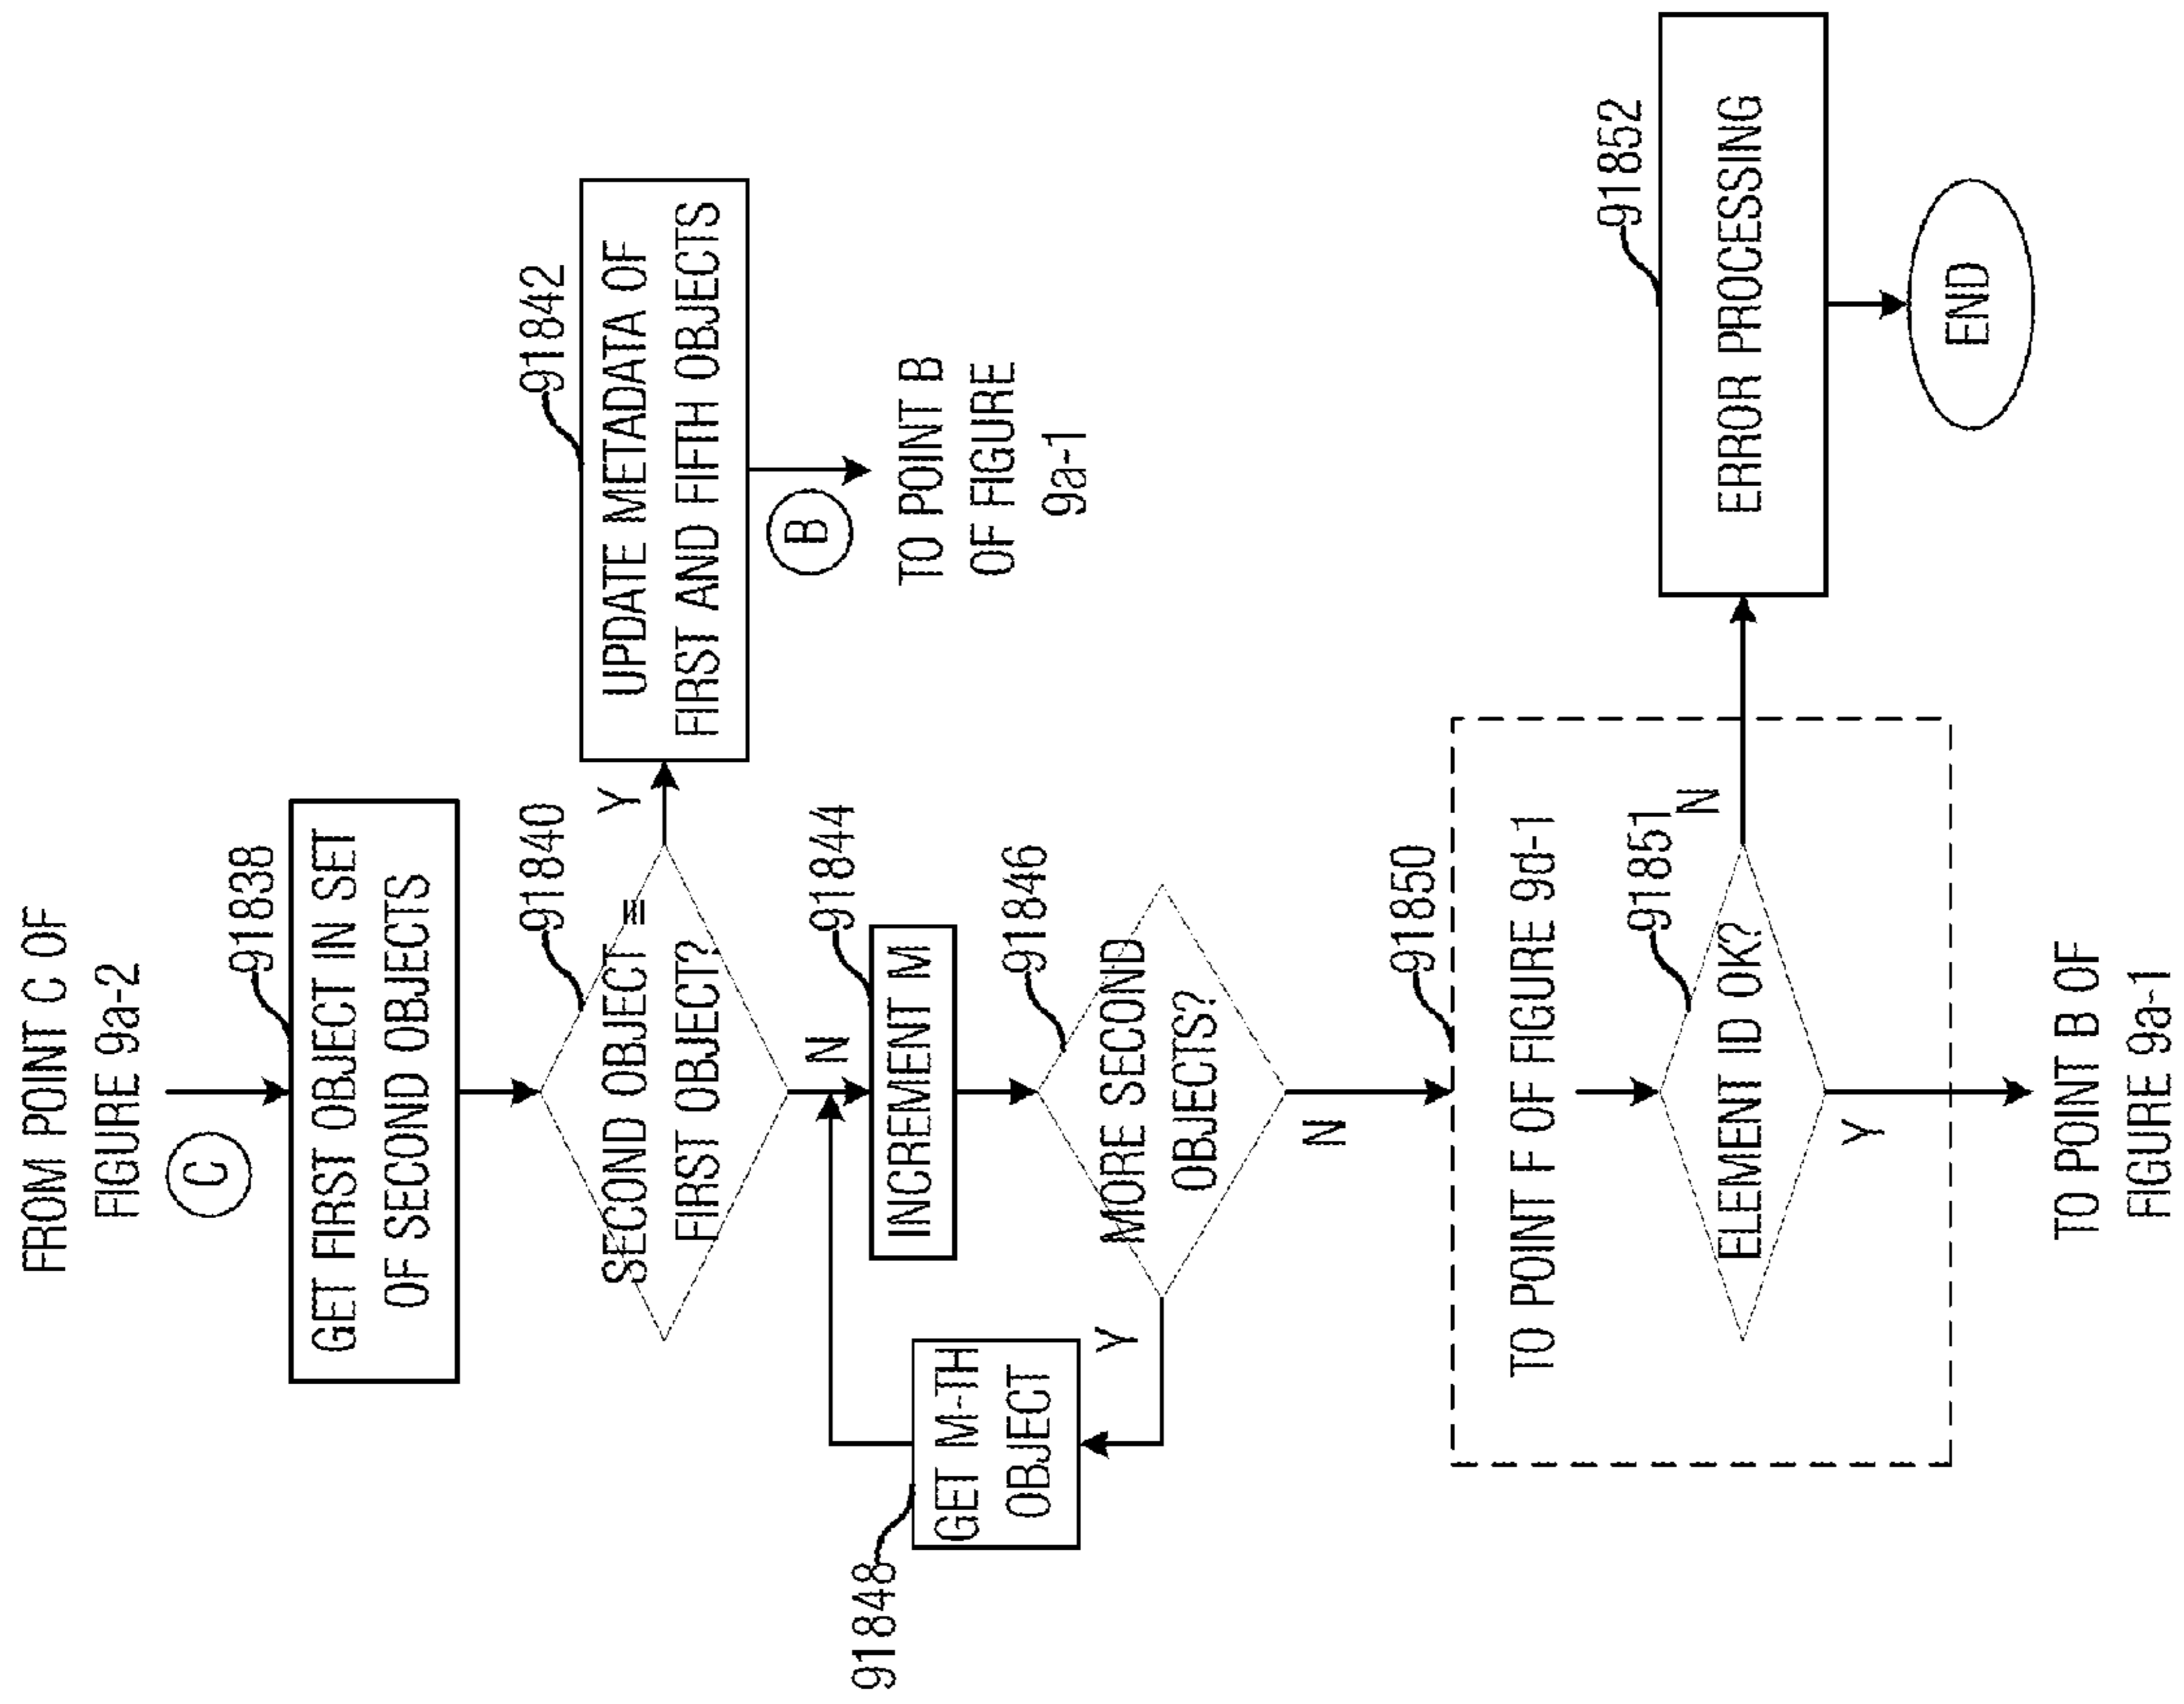 FROM POINT C OF
FIGURE 9a-2
C
91838
GET FIRST OBJECT IN SET
OF SECOND OBJECTS
91840
SECOND OBJECT ≡
FIRST OBJECT?
Y
91842
UPDATE METADATA OF
FIRST AND FIFTH OBJECTS
B
TO POINT B
OF FIGURE
9a-1
N
91844
INCREMENT M
91846
MORE SECOND
OBJECTS?
Y
91848
GET M-TH
OBJECT
N
91850
TO POINT F OF FIGURE 9d-1
91851
ELEMENT ID OK?
N
91852
ERROR PROCESSING
END
Y
TO POINT B OF
FIGURE 9a-1